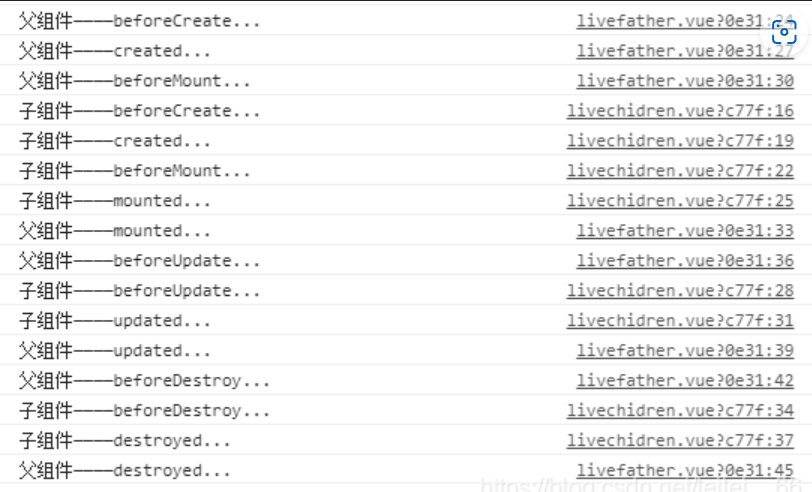 父组件————beforeCreate... livefather.vue?0e31:24
父组件————created... livefather.vue?0e31:27
父组件————beforeMount... livefather.vue?0e31:30
子组件————beforeCreate... livechidren.vue?c77f:16
子组件————created... livechidren.vue?c77f:19
子组件————beforeMount... livechidren.vue?c77f:22
子组件————mounted... livechidren.vue?c77f:25
父组件————mounted... livefather.vue?0e31:33
父组件————beforeUpdate... livefather.vue?0e31:36
子组件————beforeUpdate... livechidren.vue?c77f:28
子组件————updated... livechidren.vue?c77f:31
父组件————updated... livefather.vue?0e31:39
父组件————beforeDestroy... livefather.vue?0e31:42
子组件————beforeDestroy... livechidren.vue?c77f:34
子组件————destroyed... livechidren.vue?c77f:37
父组件————destroyed... livefather.vue?0e31:45